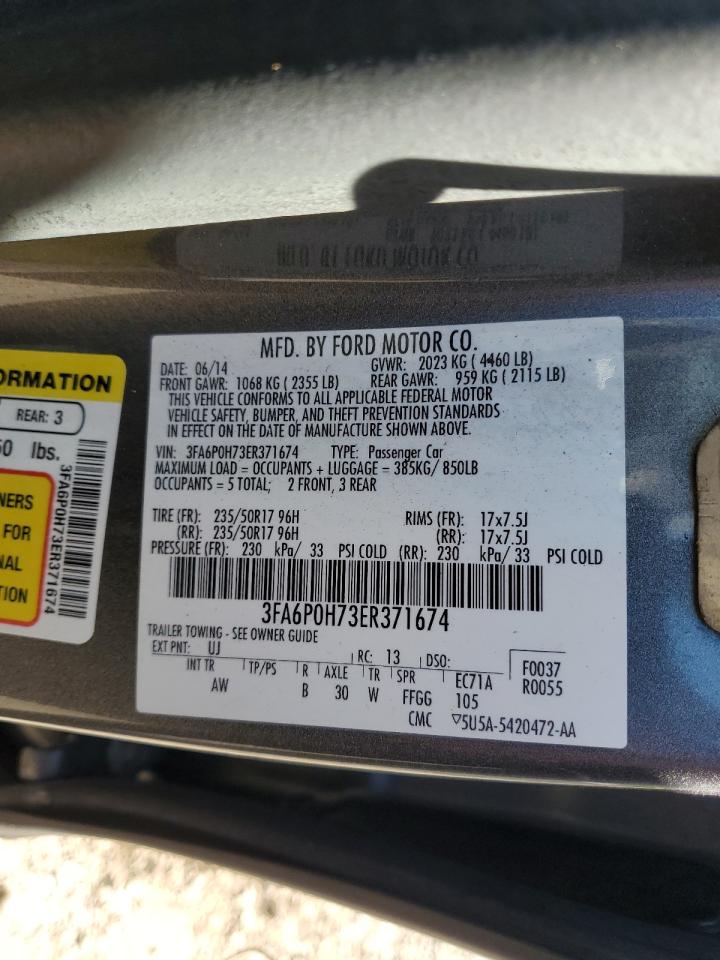 MFD. BY FORD MOTOR CO.
DATE: 06/14 GVWR: 2023 KG ( 4460 LB)
FRONT GAWR: 1068 KG ( 2355 LB) REAR GAWR: 959 KG ( 2115 LB)
THIS VEHICLE CONFORMS TO ALL APPLICABLE FEDERAL MOTOR
VEHICLE SAFETY, BUMPER, AND THEFT PREVENTION STANDARDS
IN EFFECT ON THE DATE OF MANUFACTURE SHOWN ABOVE.
VIN: 3FA6P0H73ER371674 TYPE: Passenger Car
MAXIMUM LOAD = OCCUPANTS + LUGGAGE = 385KG/ 850LB
OCCUPANTS = 5 TOTAL; 2 FRONT, 3 REAR
TIRE (FR): 235/50R17 96H RIMS (FR): 17x7.5J
(RR): 235/50R17 96H (RR): 17x7.5J
PRESSURE (FR): 230 kPa/ 33 PSI COLD (RR): 230 kPa/ 33 PSI COLD
3FA6P0H73ER371674
TRAILER TOWING - SEE OWNER GUIDE
EXT PNT: UJ RC: 13 DSO: F0037
INT TR TP/PS R AXLE TR SPR EC71A R0055
AW B 30 W FFGG 105
CMC ▽5U5A-5420472-AA
ORMATION
REAR: 3
50 lbs.
NERS
FOR
NAL
TION
3FA6P0H73ER371674